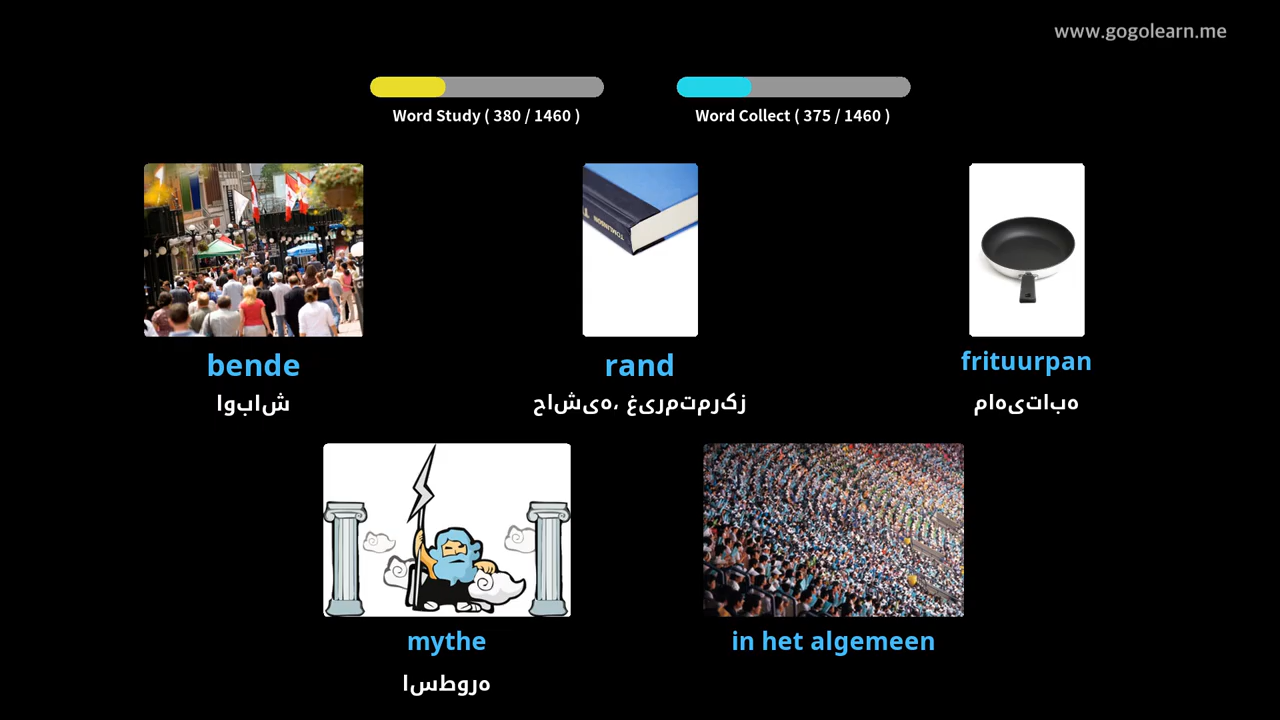 www.gogolearn.me
Word Study ( 380 / 1460 )
Word Collect ( 375 / 1460 )
TOMLINSON
bende
اوباش
rand
حاشیه، غیرمتمرکز
frituurpan
ماهیتابه
mythe
اسطوره
in het algemeen